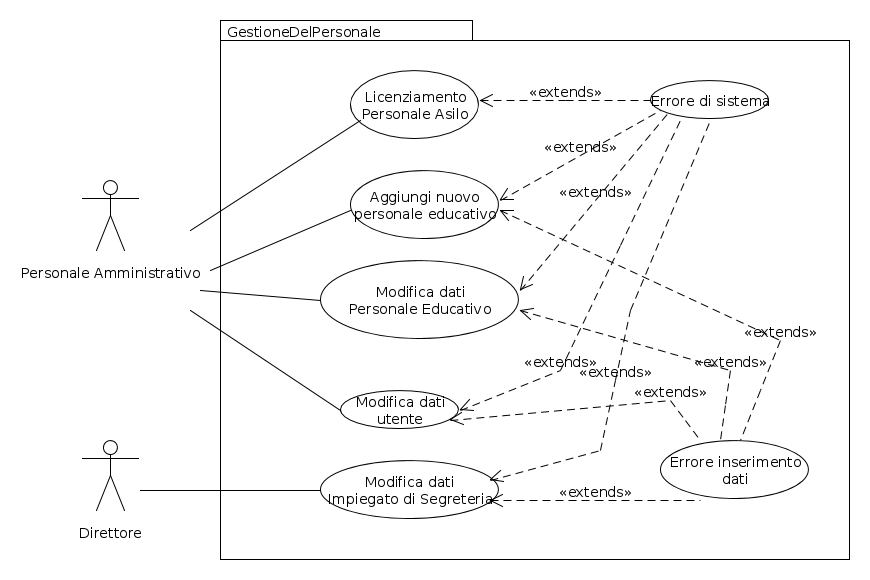 GestioneDelPersonale
Licenziamento
Personale Asilo
«extends»
Errore di sistema
«extends»
Aggiungi nuovo
personale educativo
«extends»
Personale Amministrativo
Modifica dati
Personale Educativo
«extends»
«extends»
«extends»
«extends»
«extends»
Modifica dati
utente
Errore inserimento
dati
Modifica dati
Impiegato di Segreteria
«extends»
Direttore